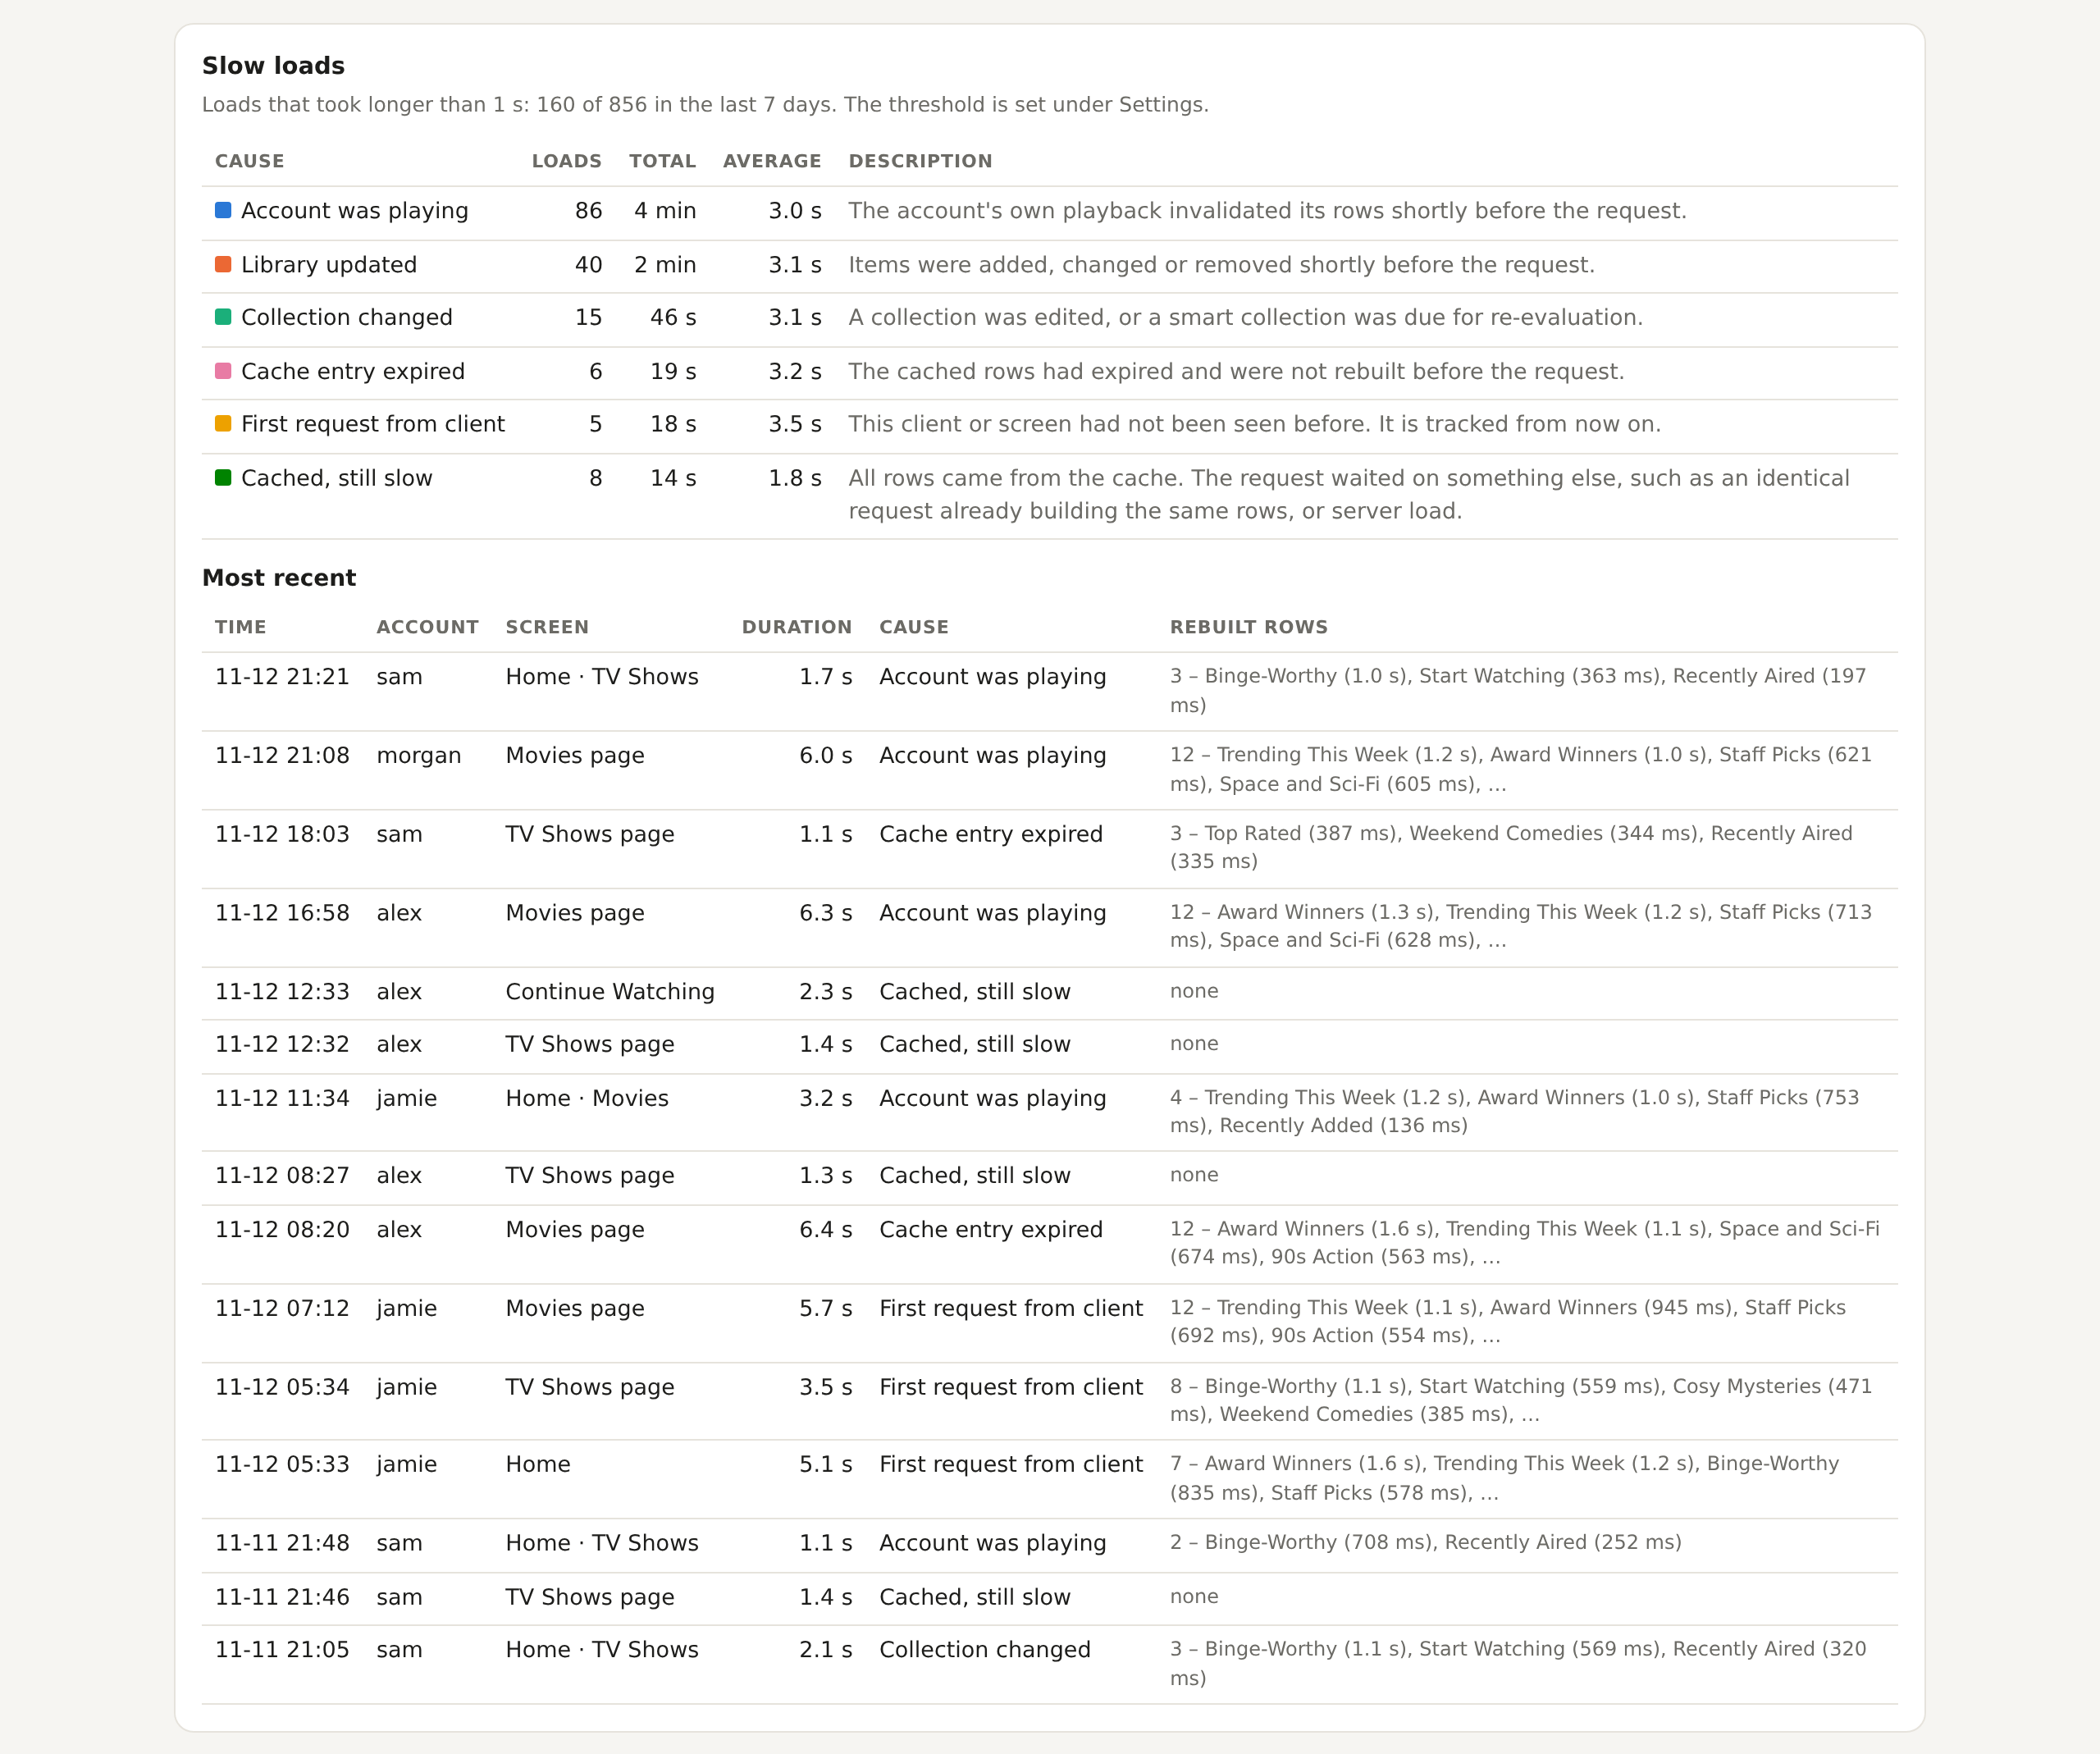 Slow loads
Loads that took longer than 1 s: 160 of 856 in the last 7 days. The threshold is set under Settings.
CAUSE LOADS TOTAL AVERAGE DESCRIPTION
Account was playing 86 4 min 3.0 s The account's own playback invalidated its rows shortly before the request.
Library updated 40 2 min 3.1 s Items were added, changed or removed shortly before the request.
Collection changed 15 46 s 3.1 s A collection was edited, or a smart collection was due for re-evaluation.
Cache entry expired 6 19 s 3.2 s The cached rows had expired and were not rebuilt before the request.
First request from client 5 18 s 3.5 s This client or screen had not been seen before. It is tracked from now on.
Cached, still slow 8 14 s 1.8 s All rows came from the cache. The request waited on something else, such as an identical
request already building the same rows, or server load.
Most recent
TIME ACCOUNT SCREEN DURATION CAUSE REBUILT ROWS
11-12 21:21 sam Home · TV Shows 1.7 s Account was playing 3 – Binge-Worthy (1.0 s), Start Watching (363 ms), Recently Aired (197
ms)
11-12 21:08 morgan Movies page 6.0 s Account was playing 12 – Trending This Week (1.2 s), Award Winners (1.0 s), Staff Picks (621
ms), Space and Sci-Fi (605 ms), …
11-12 18:03 sam TV Shows page 1.1 s Cache entry expired 3 – Top Rated (387 ms), Weekend Comedies (344 ms), Recently Aired
(335 ms)
11-12 16:58 alex Movies page 6.3 s Account was playing 12 – Award Winners (1.3 s), Trending This Week (1.2 s), Staff Picks (713
ms), Space and Sci-Fi (628 ms), …
11-12 12:33 alex Continue Watching 2.3 s Cached, still slow none
11-12 12:32 alex TV Shows page 1.4 s Cached, still slow none
11-12 11:34 jamie Home · Movies 3.2 s Account was playing 4 – Trending This Week (1.2 s), Award Winners (1.0 s), Staff Picks (753
ms), Recently Added (136 ms)
11-12 08:27 alex TV Shows page 1.3 s Cached, still slow none
11-12 08:20 alex Movies page 6.4 s Cache entry expired 12 – Award Winners (1.6 s), Trending This Week (1.1 s), Space and Sci-Fi
(674 ms), 90s Action (563 ms), …
11-12 07:12 jamie Movies page 5.7 s First request from client 12 – Trending This Week (1.1 s), Award Winners (945 ms), Staff Picks
(692 ms), 90s Action (554 ms), …
11-12 05:34 jamie TV Shows page 3.5 s First request from client 8 – Binge-Worthy (1.1 s), Start Watching (559 ms), Cosy Mysteries (471
ms), Weekend Comedies (385 ms), …
11-12 05:33 jamie Home 5.1 s First request from client 7 – Award Winners (1.6 s), Trending This Week (1.2 s), Binge-Worthy
(835 ms), Staff Picks (578 ms), …
11-11 21:48 sam Home · TV Shows 1.1 s Account was playing 2 – Binge-Worthy (708 ms), Recently Aired (252 ms)
11-11 21:46 sam TV Shows page 1.4 s Cached, still slow none
11-11 21:05 sam Home · TV Shows 2.1 s Collection changed 3 – Binge-Worthy (1.1 s), Start Watching (569 ms), Recently Aired (320
ms)